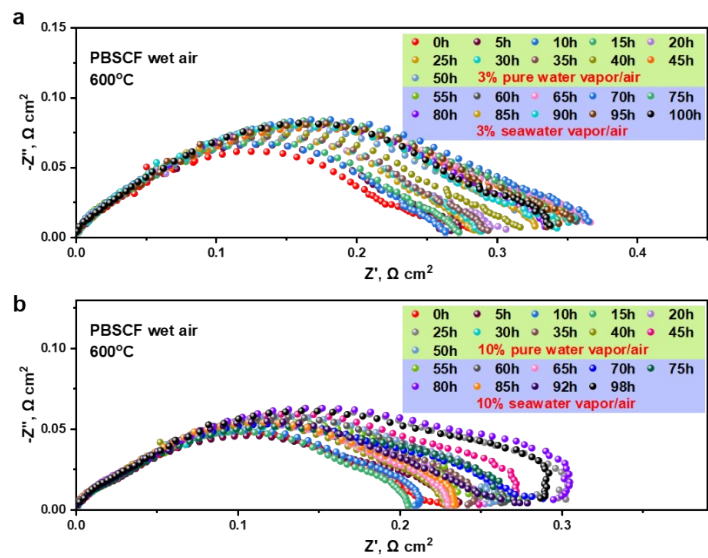 a
PBSCF wet air
600°C
0h 5h 10h 15h 20h
25h 30h 35h 40h 45h
50h 3% pure water vapor/air
55h 60h 65h 70h 75h
80h 85h 90h 95h 100h
3% seawater vapor/air
-Z'', Ω cm²
0.15
0.10
0.05
0.00
0.0 0.1 0.2 0.3 0.4
Z', Ω cm²
b
PBSCF wet air
600°C
0h 5h 10h 15h 20h
25h 30h 35h 40h 45h
50h 10% pure water vapor/air
55h 60h 65h 70h 75h
80h 85h 92h 98h
10% seawater vapor/air
-Z'', Ω cm²
0.10
0.05
0.00
0.0 0.1 0.2 0.3
Z', Ω cm²